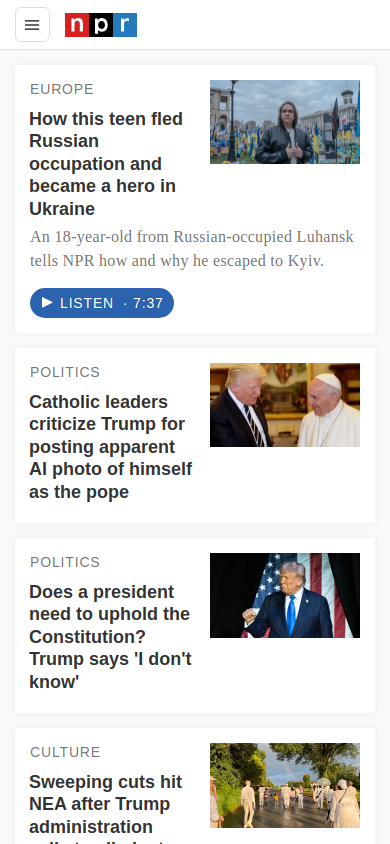 npr
EUROPE
How this teen fled
Russian
occupation and
became a hero in
Ukraine
An 18-year-old from Russian-occupied Luhansk
tells NPR how and why he escaped to Kyiv.
LISTEN · 7:37
POLITICS
Catholic leaders
criticize Trump for
posting apparent
AI photo of himself
as the pope
POLITICS
Does a president
need to uphold the
Constitution?
Trump says 'I don't
know'
CULTURE
Sweeping cuts hit
NEA after Trump
administration